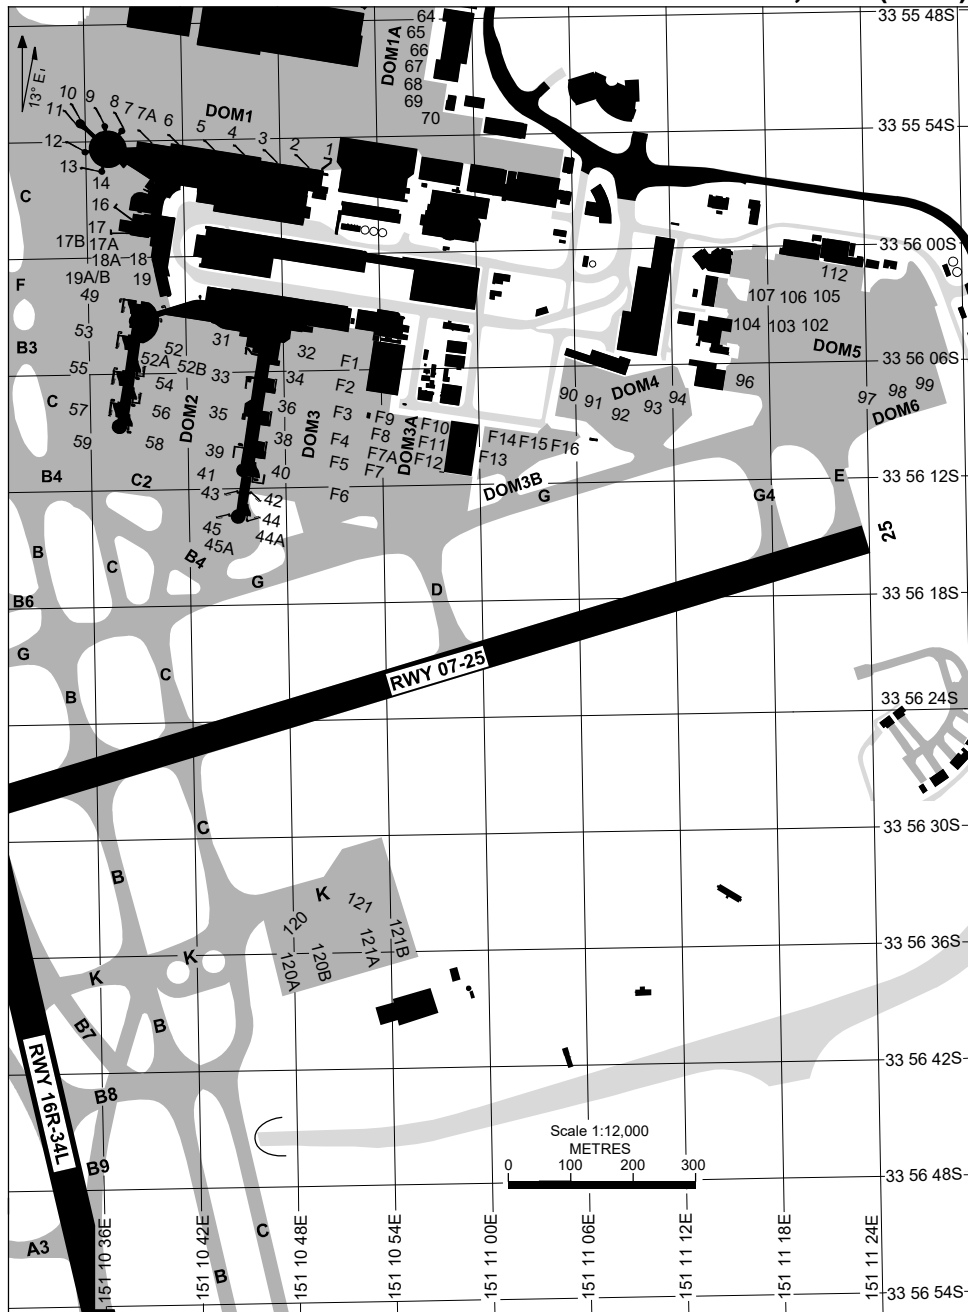 33 55 48S
64
65
66
67
68
69
70
DOM1A
13° E
DOM1
10
9
8
7
7A
6
5
4
3
2
1
11
12
13
14
16
17
17B
17A
18A
18
19A/B
19
33 55 54S
C
F
B3
C
B4
C2
33 56 00S
112
107
106
105
104
103
102
DOM5
33 56 06S
49
53
55
57
59
52
52A
52B
54
56
58
DOM2
31
33
35
39
41
43
45
45A
32
34
36
38
40
42
44
44A
DOM3
F1
F2
F3
F4
F5
F6
F9
F8
F7A
F7
DOM3A
F10
F11
F12
F13
F14
F15
F16
DOM3B
90
91
92
93
94
DOM4
96
97
98
99
DOM6
33 56 12S
G
G4
E
25
B
C
B4
G
D
B6
33 56 18S
G
B
C
RWY 07-25
33 56 24S
33 56 30S
C
B
K
120
121
120A
120B
121A
121B
33 56 36S
K
K
B7
B
33 56 42S
RWY 16R-34L
B8
B9
Scale 1:12,000
METRES
0
100
200
300
33 56 48S
A3
C
B
151 10 36E
151 10 42E
151 10 48E
151 10 54E
151 11 00E
151 11 06E
151 11 12E
151 11 18E
151 11 24E
33 56 54S